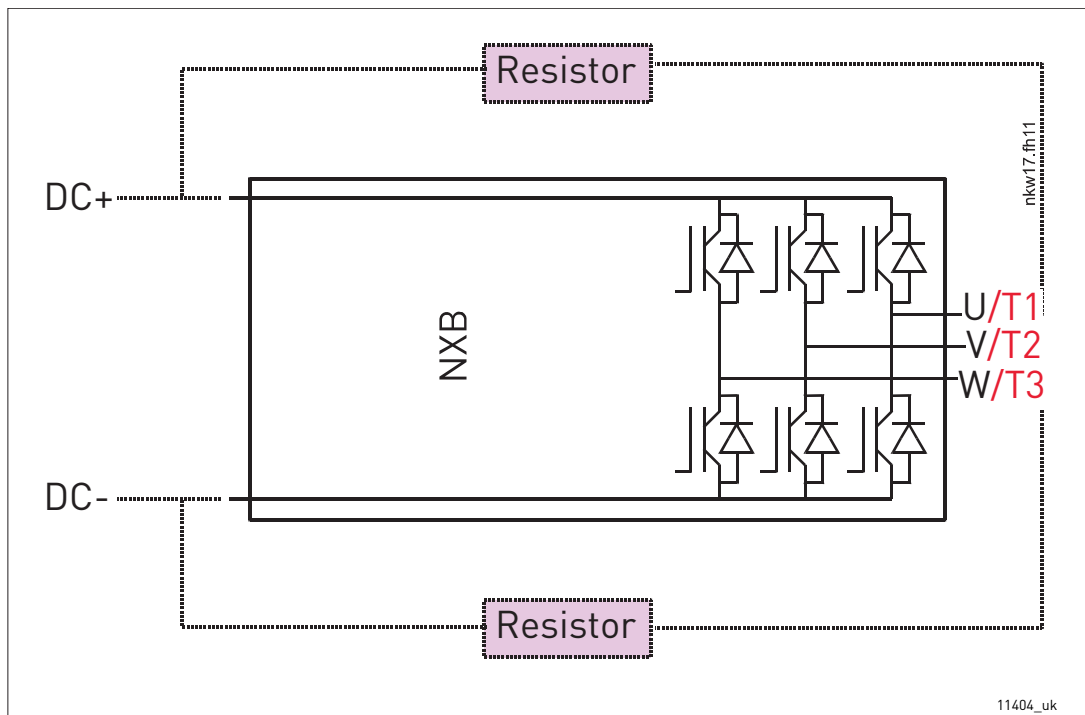 Resistor
nkw17.fh11
DC+
U/T1
V/T2
W/T3
NXB
DC-
Resistor
11404_uk